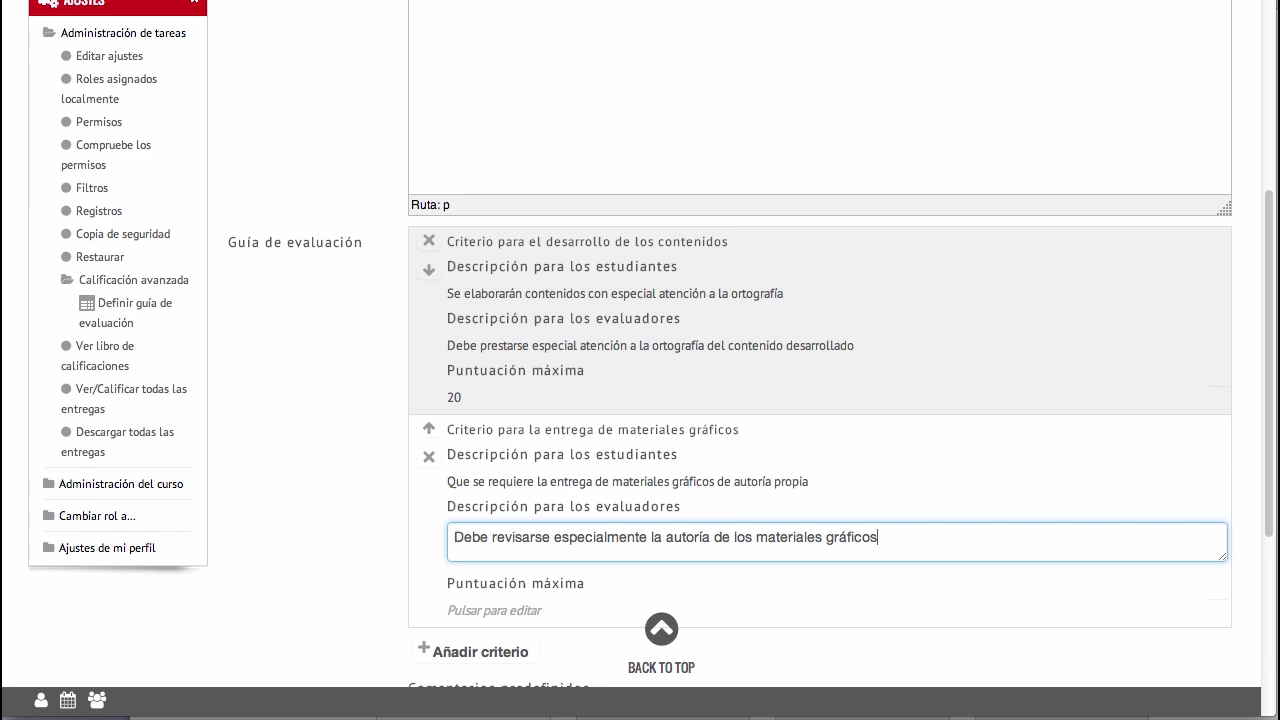 AJUSTES
Administración de tareas
Editar ajustes
Roles asignados
localmente
Permisos
Compruebe los
permisos
Filtros
Registros
Copia de seguridad
Restaurar
Calificación avanzada
Definir guía de
evaluación
Ver libro de
calificaciones
Ver/Calificar todas las
entregas
Descargar todas las
entregas
Administración del curso
Cambiar rol a...
Ajustes de mi perfil
Ruta: p
Guía de evaluación
Criterio para el desarrollo de los contenidos
Descripción para los estudiantes
Se elaborarán contenidos con especial atención a la ortografía
Descripción para los evaluadores
Debe prestarse especial atención a la ortografía del contenido desarrollado
Puntuación máxima
20
Criterio para la entrega de materiales gráficos
Descripción para los estudiantes
Que se requiere la entrega de materiales gráficos de autoría propia
Descripción para los evaluadores
Debe revisarse especialmente la autoría de los materiales gráficos
Puntuación máxima
Pulsar para editar
Añadir criterio
BACK TO TOP
Comentarios predefinidos